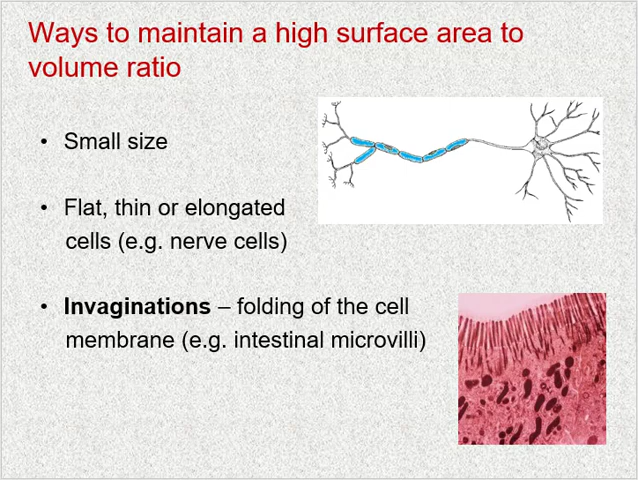 Ways to maintain a high surface area to
volume ratio
• Small size
• Flat, thin or elongated
cells (e.g. nerve cells)
• Invaginations – folding of the cell
membrane (e.g. intestinal microvilli)